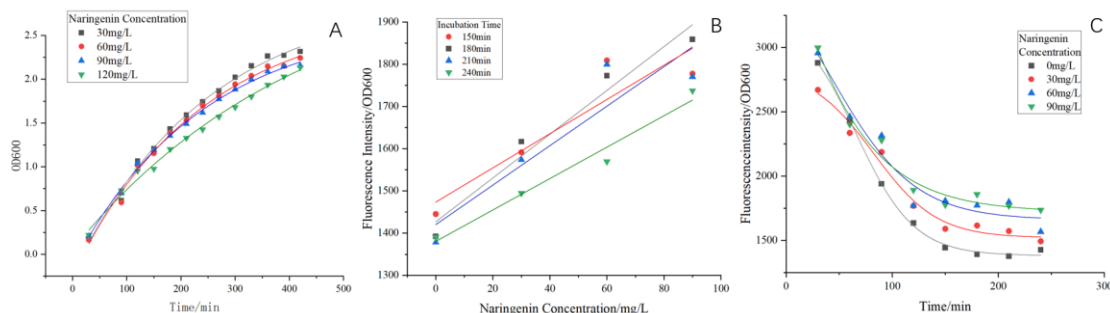 A
Naringenin Concentration
30mg/L
60mg/L
90mg/L
120mg/L
OD600
2.5
2.0
1.5
1.0
0.5
0.0
0 100 200 300 400 500
Time/min
B
Incubation Time
150min
180min
210min
240min
Fluorescence Intensity/OD600
1900
1800
1700
1600
1500
1400
1300
0 20 40 60 80 100
Naringenin Concentration/mg/L
C
Naringenin
Concentration
0mg/L
30mg/L
60mg/L
90mg/L
Fluorescenceintensity/OD600
3000
2500
2000
1500
0 100 200 300
Time/min